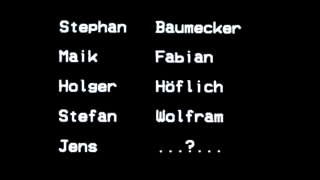 Stephan Baumecker
Maik Fabian
Holger Höflich
Stefan Wolfram
Jens ...?...